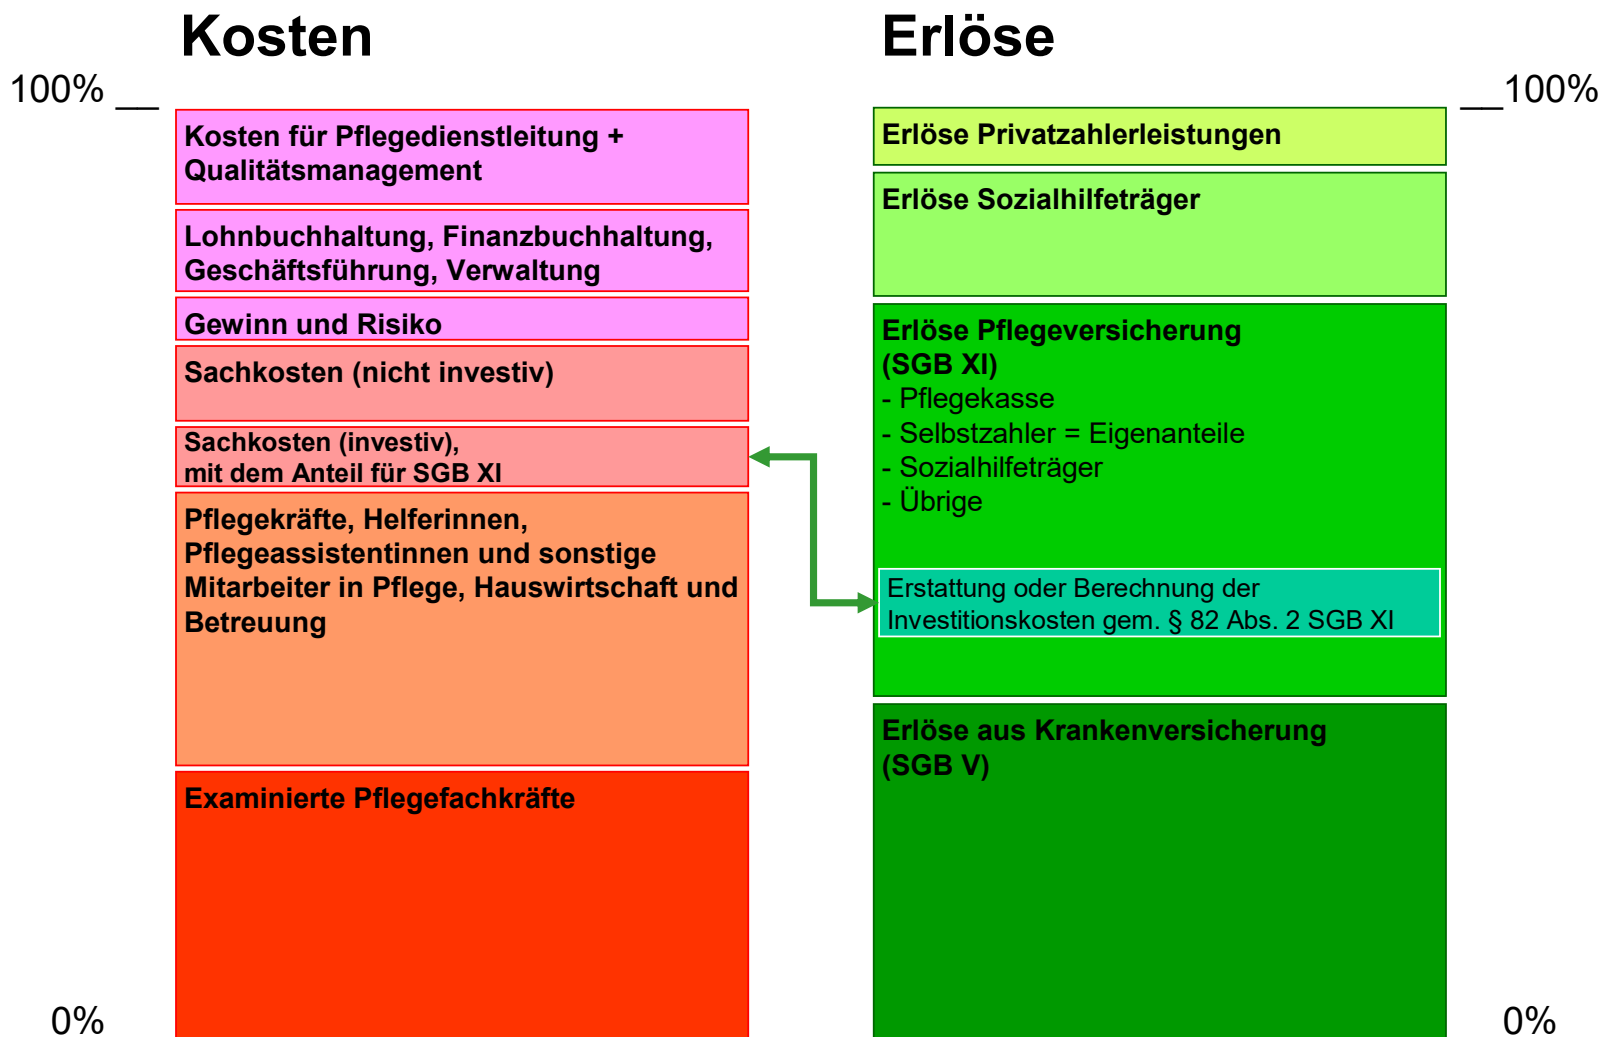 Kosten
100% __
Kosten für Pflegedienstleitung +
Qualitätsmanagement
Lohnbuchhaltung, Finanzbuchhaltung,
Geschäftsführung, Verwaltung
Gewinn und Risiko
Sachkosten (nicht investiv)
Sachkosten (investiv),
mit dem Anteil für SGB XI
Pflegekräfte, Helferinnen,
Pflegeassistentinnen und sonstige
Mitarbeiter in Pflege, Hauswirtschaft und
Betreuung
Examinierte Pflegefachkräfte
0%
Erlöse
__100%
Erlöse Privatzahlerleistungen
Erlöse Sozialhilfeträger
Erlöse Pflegeversicherung
(SGB XI)
- Pflegekasse
- Selbstzahler = Eigenanteile
- Sozialhilfeträger
- Übrige
Erstattung oder Berechnung der
Investitionskosten gem. § 82 Abs. 2 SGB XI
Erlöse aus Krankenversicherung
(SGB V)
0%